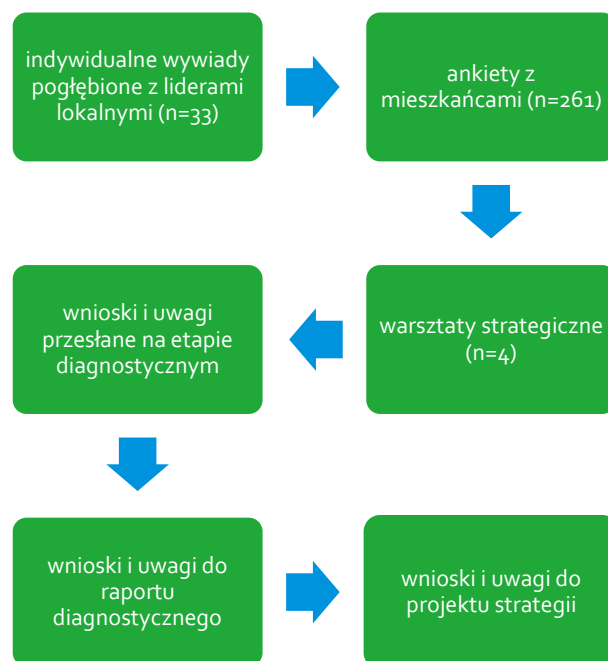 indywidualne wywiady
pogłębione z liderami
lokalnymi (n=33)
ankiety z
mieszkańcami (n=261)
warsztaty strategiczne
(n=4)
wnioski i uwagi
przesłane na etapie
diagnostycznym
wnioski i uwagi do
raportu
diagnostycznego
wnioski i uwagi do
projektu strategii